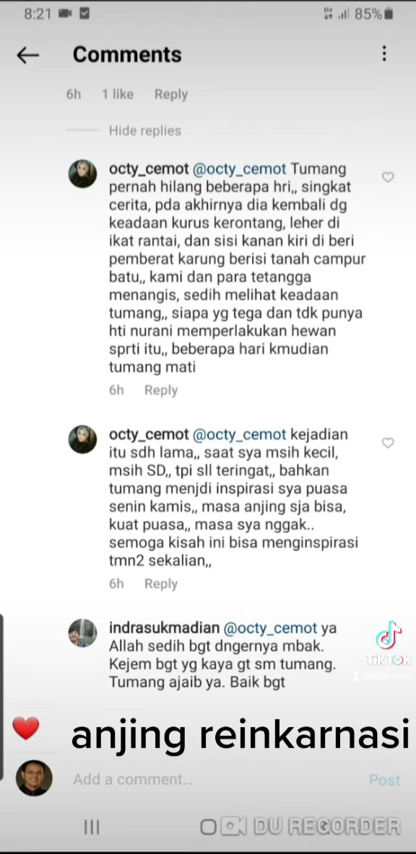 8:21 85%
Comments
6h 1 like Reply
Hide replies
octy_cemot @octy_cemot Tumang
pernah hilang beberapa hri,, singkat
cerita, pda akhirnya dia kembali dg
keadaan kurus kerontang, leher di
ikat rantai, dan sisi kanan kiri di beri
pemberat karung berisi tanah campur
batu,, kami dan para tetangga
menangis, sedih melihat keadaan
tumang,, siapa yg tega dan tdk punya
hti nurani memperlakukan hewan
sprti itu,, beberapa hari kmudian
tumang mati
6h Reply
octy_cemot @octy_cemot kejadian
itu sdh lama,, saat sya msih kecil,
msih SD,, tpi sll teringat,, bahkan
tumang menjdi inspirasi sya puasa
senin kamis,, masa anjing sja bisa,
kuat puasa,, masa sya nggak..
semoga kisah ini bisa menginspirasi
tmn2 sekalian,,
6h Reply
indrasukmadian @octy_cemot ya
Allah sedih bgt dngernya mbak.
Kejem bgt yg kaya gt sm tumang.
Tumang ajaib ya. Baik bgt
TikTok
anjing reinkarnasi
Add a comment... Post
DU RECORDER